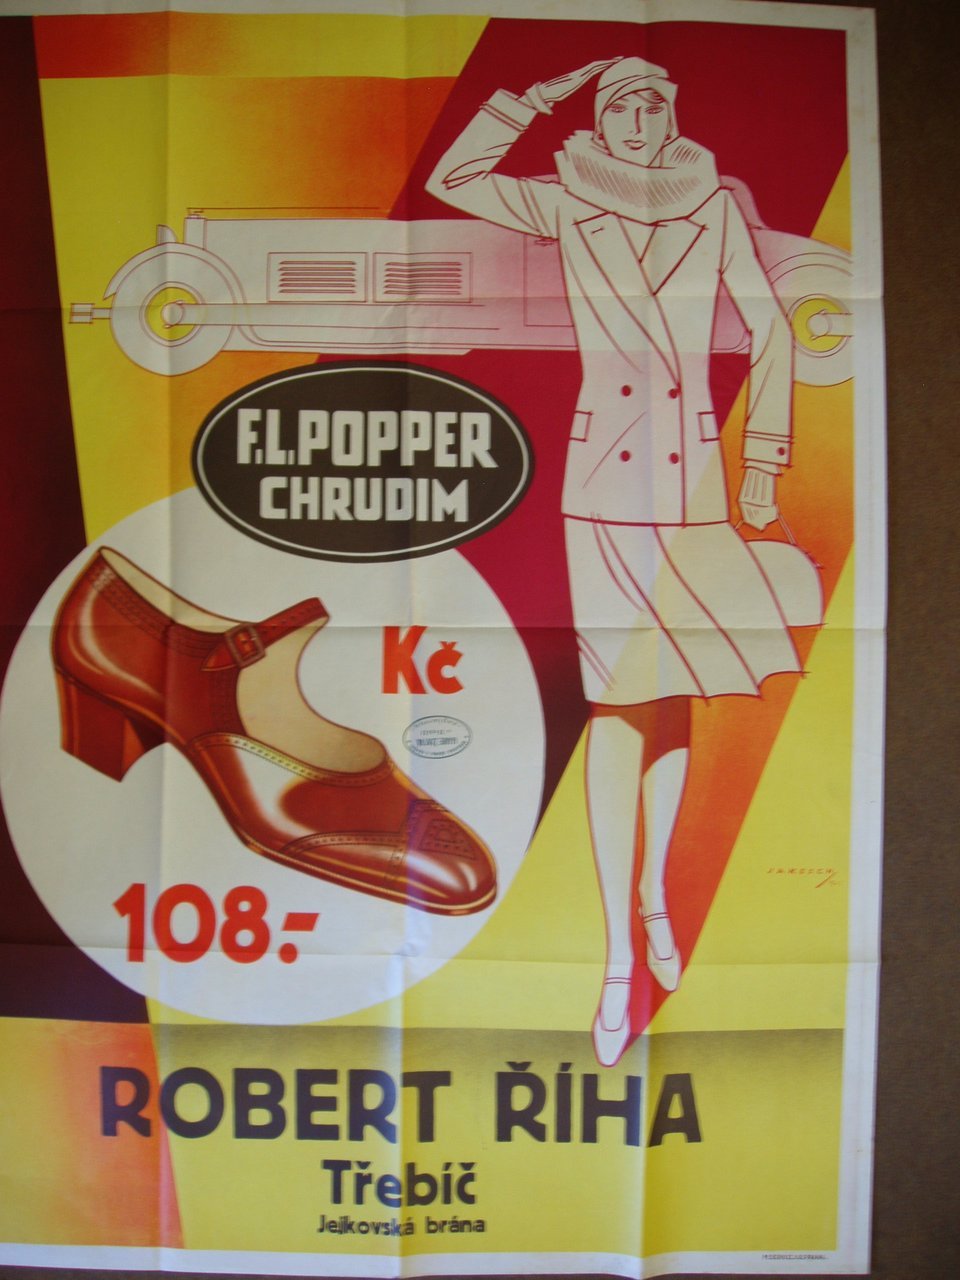 F.L.POPPER
CHRUDIM
Kč
108.-
ROBERT ŘÍHA
Třebíč
Jejkovská brána